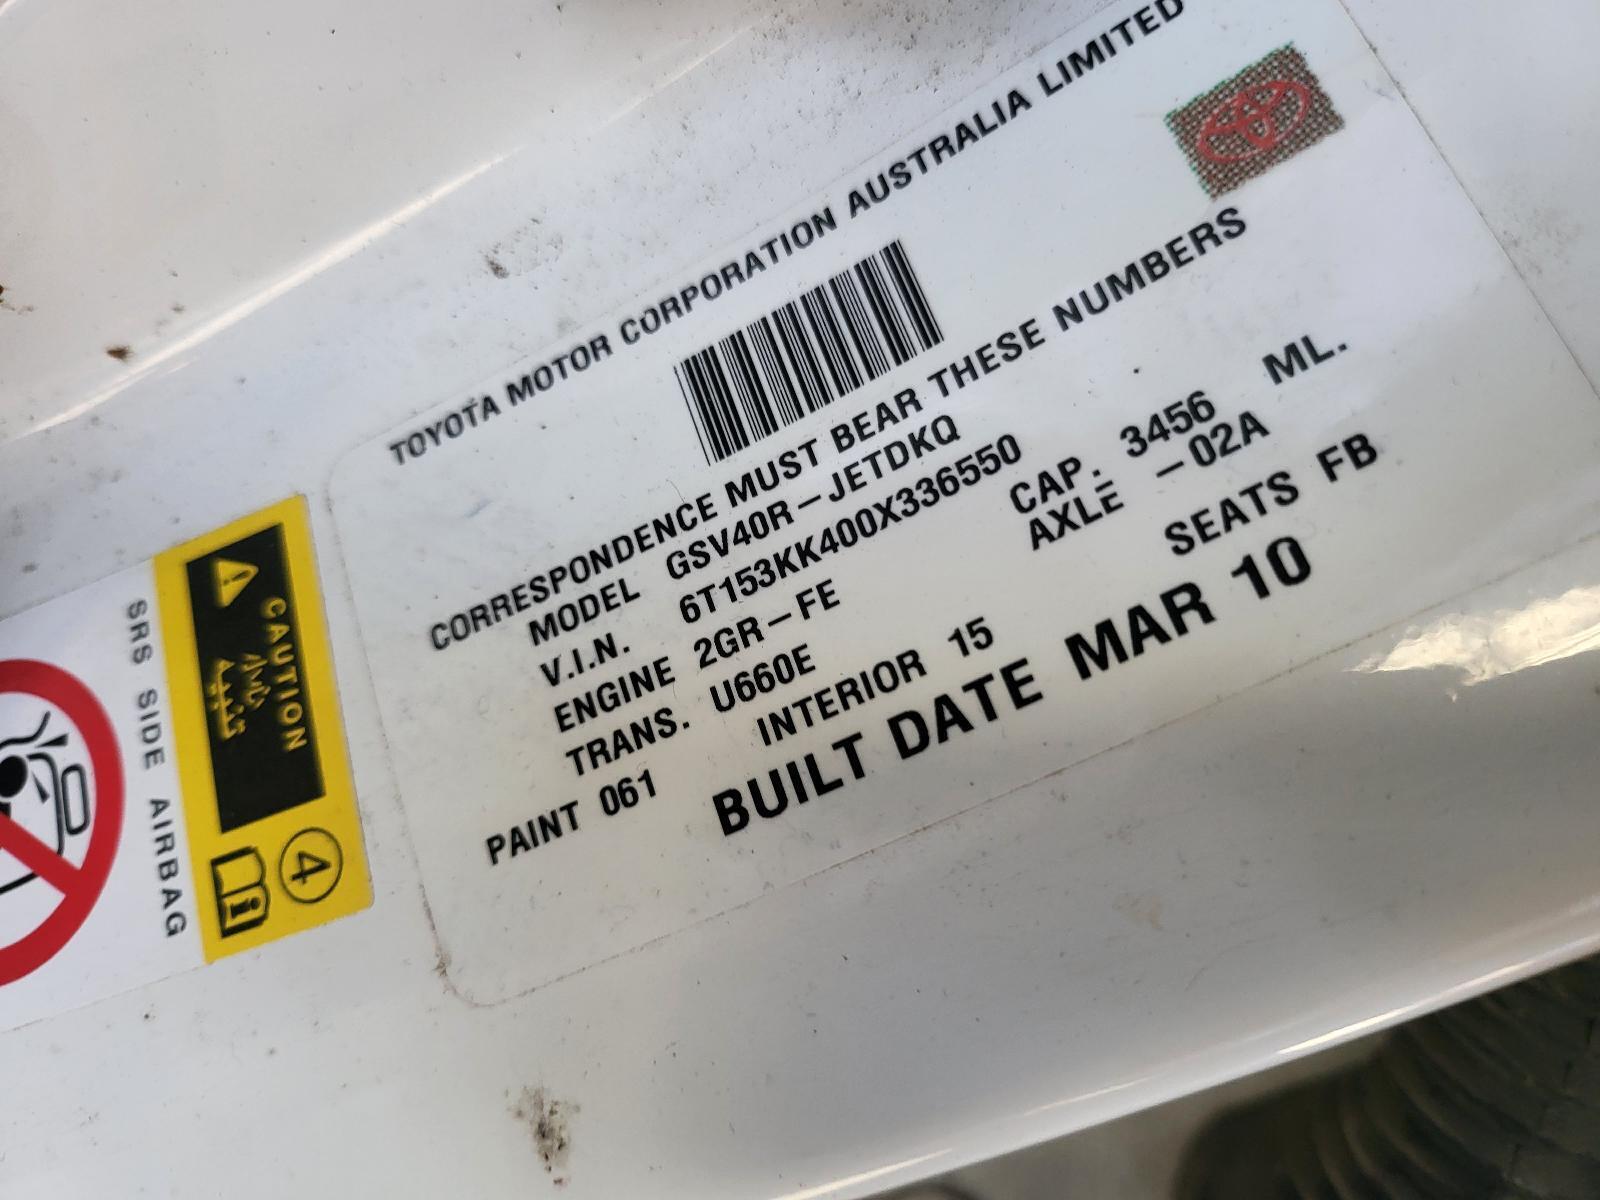 TOYOTA MOTOR CORPORATION AUSTRALIA LIMITED
CORRESPONDENCE MUST BEAR THESE NUMBERS
MODEL GSV40R-JETDKQ
V.I.N. 6T153KK400X336550
ENGINE 2GR-FE CAP. 3456 ML.
TRANS. U660E AXLE -02A
PAINT 061 INTERIOR 15 SEATS FB
BUILT DATE MAR 10
CAUTION
تنبيه
4
SRS SIDE AIRBAG